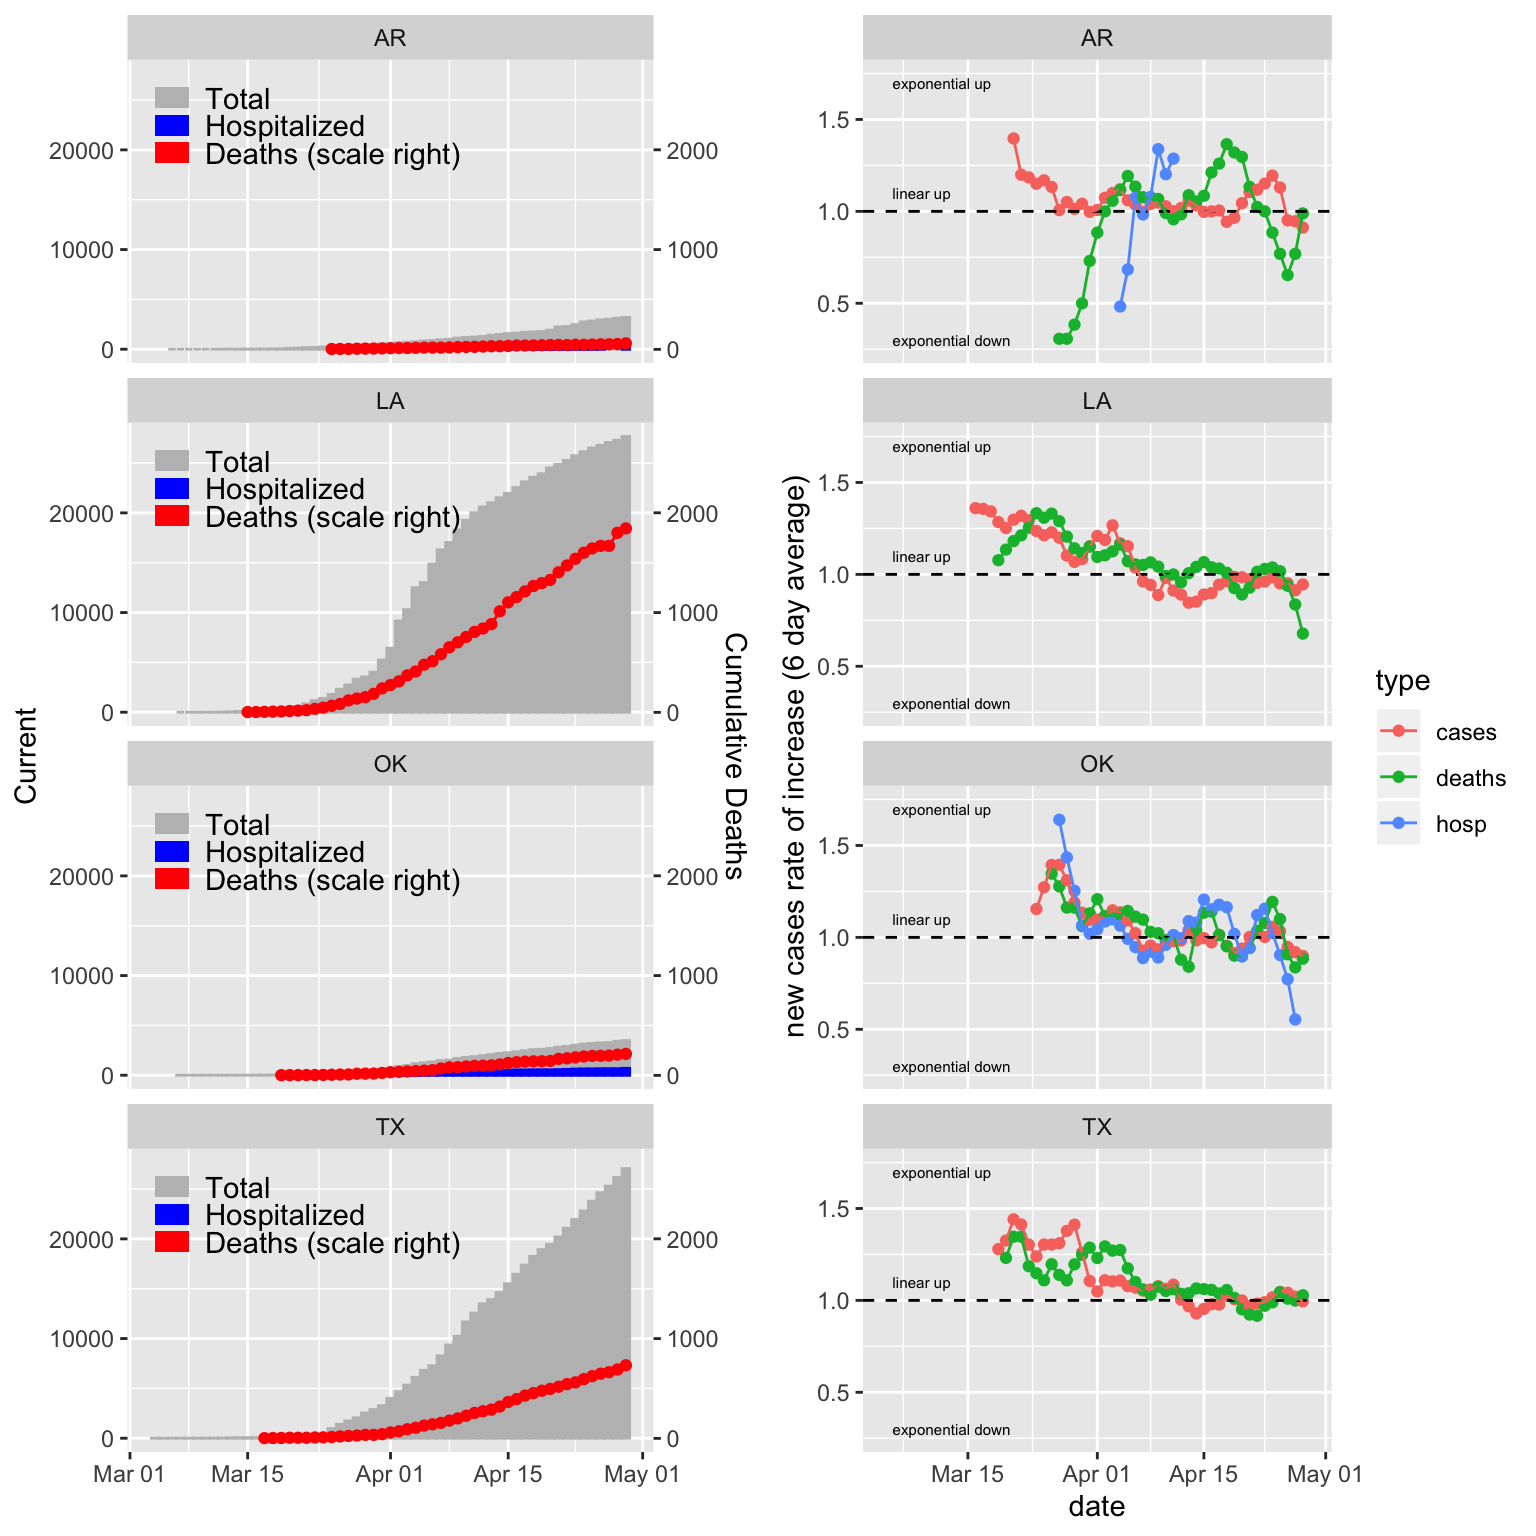 AR
Total
Hospitalized
Deaths (scale right)
20000
10000
0
2000
1000
0
LA
Total
Hospitalized
Deaths (scale right)
20000
10000
0
2000
1000
0
OK
Total
Hospitalized
Deaths (scale right)
20000
10000
0
2000
1000
0
TX
Total
Hospitalized
Deaths (scale right)
20000
10000
0
2000
1000
0
Mar 01
Mar 15
Apr 01
Apr 15
May 01
Current
Cumulative Deaths
AR
exponential up
linear up
exponential down
1.5
1.0
0.5
LA
exponential up
linear up
exponential down
1.5
1.0
0.5
OK
exponential up
linear up
exponential down
1.5
1.0
0.5
TX
exponential up
linear up
exponential down
1.5
1.0
0.5
Mar 15
Apr 01
Apr 15
May 01
date
new cases rate of increase (6 day average)
type
cases
deaths
hosp